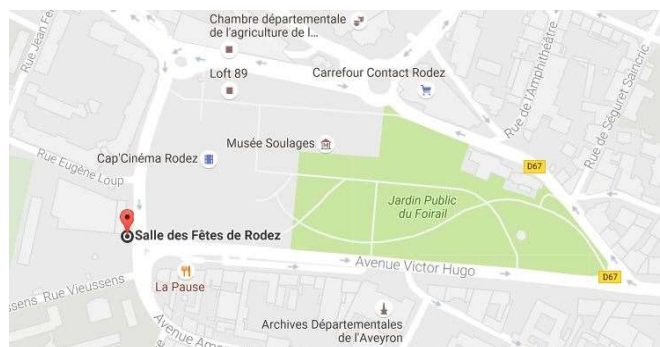 Chambre départementale
de l'agriculture de l...
Rue Jean Fe
Loft 89
Carrefour Contact Rodez
Rue de l'Amphithéâtre
Rue de Séguret Saincric
Musée Soulages
Cap'Cinéma Rodez
Rue Eugène Loup
D67
Jardin Public
du Foirail
Salle des Fêtes de Rodez
Avenue Victor Hugo
D67
ssens Rue Vieussens
La Pause
Avenue Am
Archives Départementales
de l'Aveyron